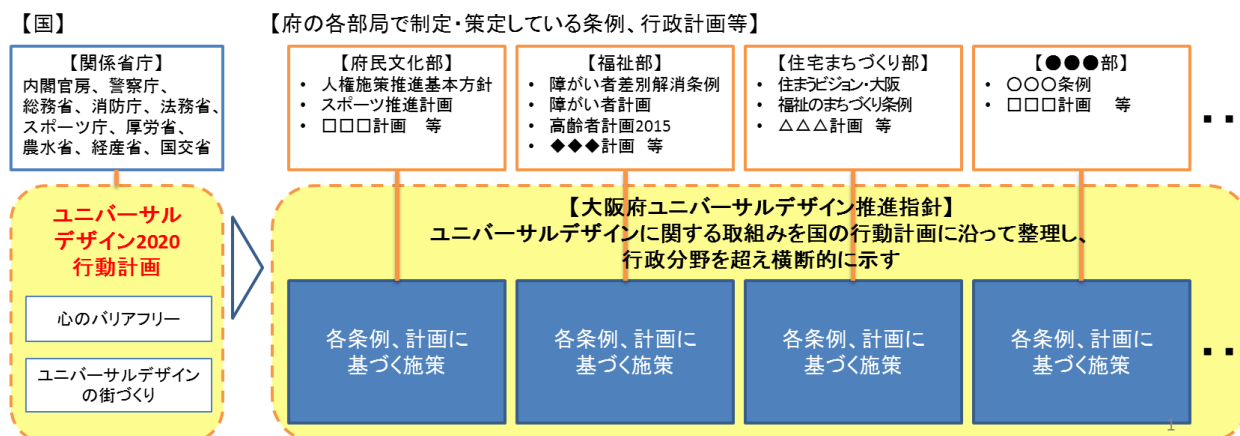 【国】
【府の各部局で制定・策定している条例、行政計画等】
【関係省庁】
内閣官房、警察庁、
総務省、消防庁、法務省、
スポーツ庁、厚労省、
農水省、経産省、国交省
【府民文化部】
• 人権施策推進基本方針
• スポーツ推進計画
• □□□計画 等
【福祉部】
• 障がい者差別解消条例
• 障がい者計画
• 高齢者計画2015
• ◆◆◆計画 等
【住宅まちづくり部】
• 住まうビジョン・大阪
• 福祉のまちづくり条例
• △△△計画 等
【●●●部】
• 〇〇〇条例
• □□□計画 等
・・
ユニバーサル
デザイン2020
行動計画
心のバリアフリー
ユニバーサルデザイン
の街づくり
【大阪府ユニバーサルデザイン推進指針】
ユニバーサルデザインに関する取組みを国の行動計画に沿って整理し、
行政分野を超え横断的に示す
各条例、計画に
基づく施策
各条例、計画に
基づく施策
各条例、計画に
基づく施策
各条例、計画に
基づく施策
・・
1